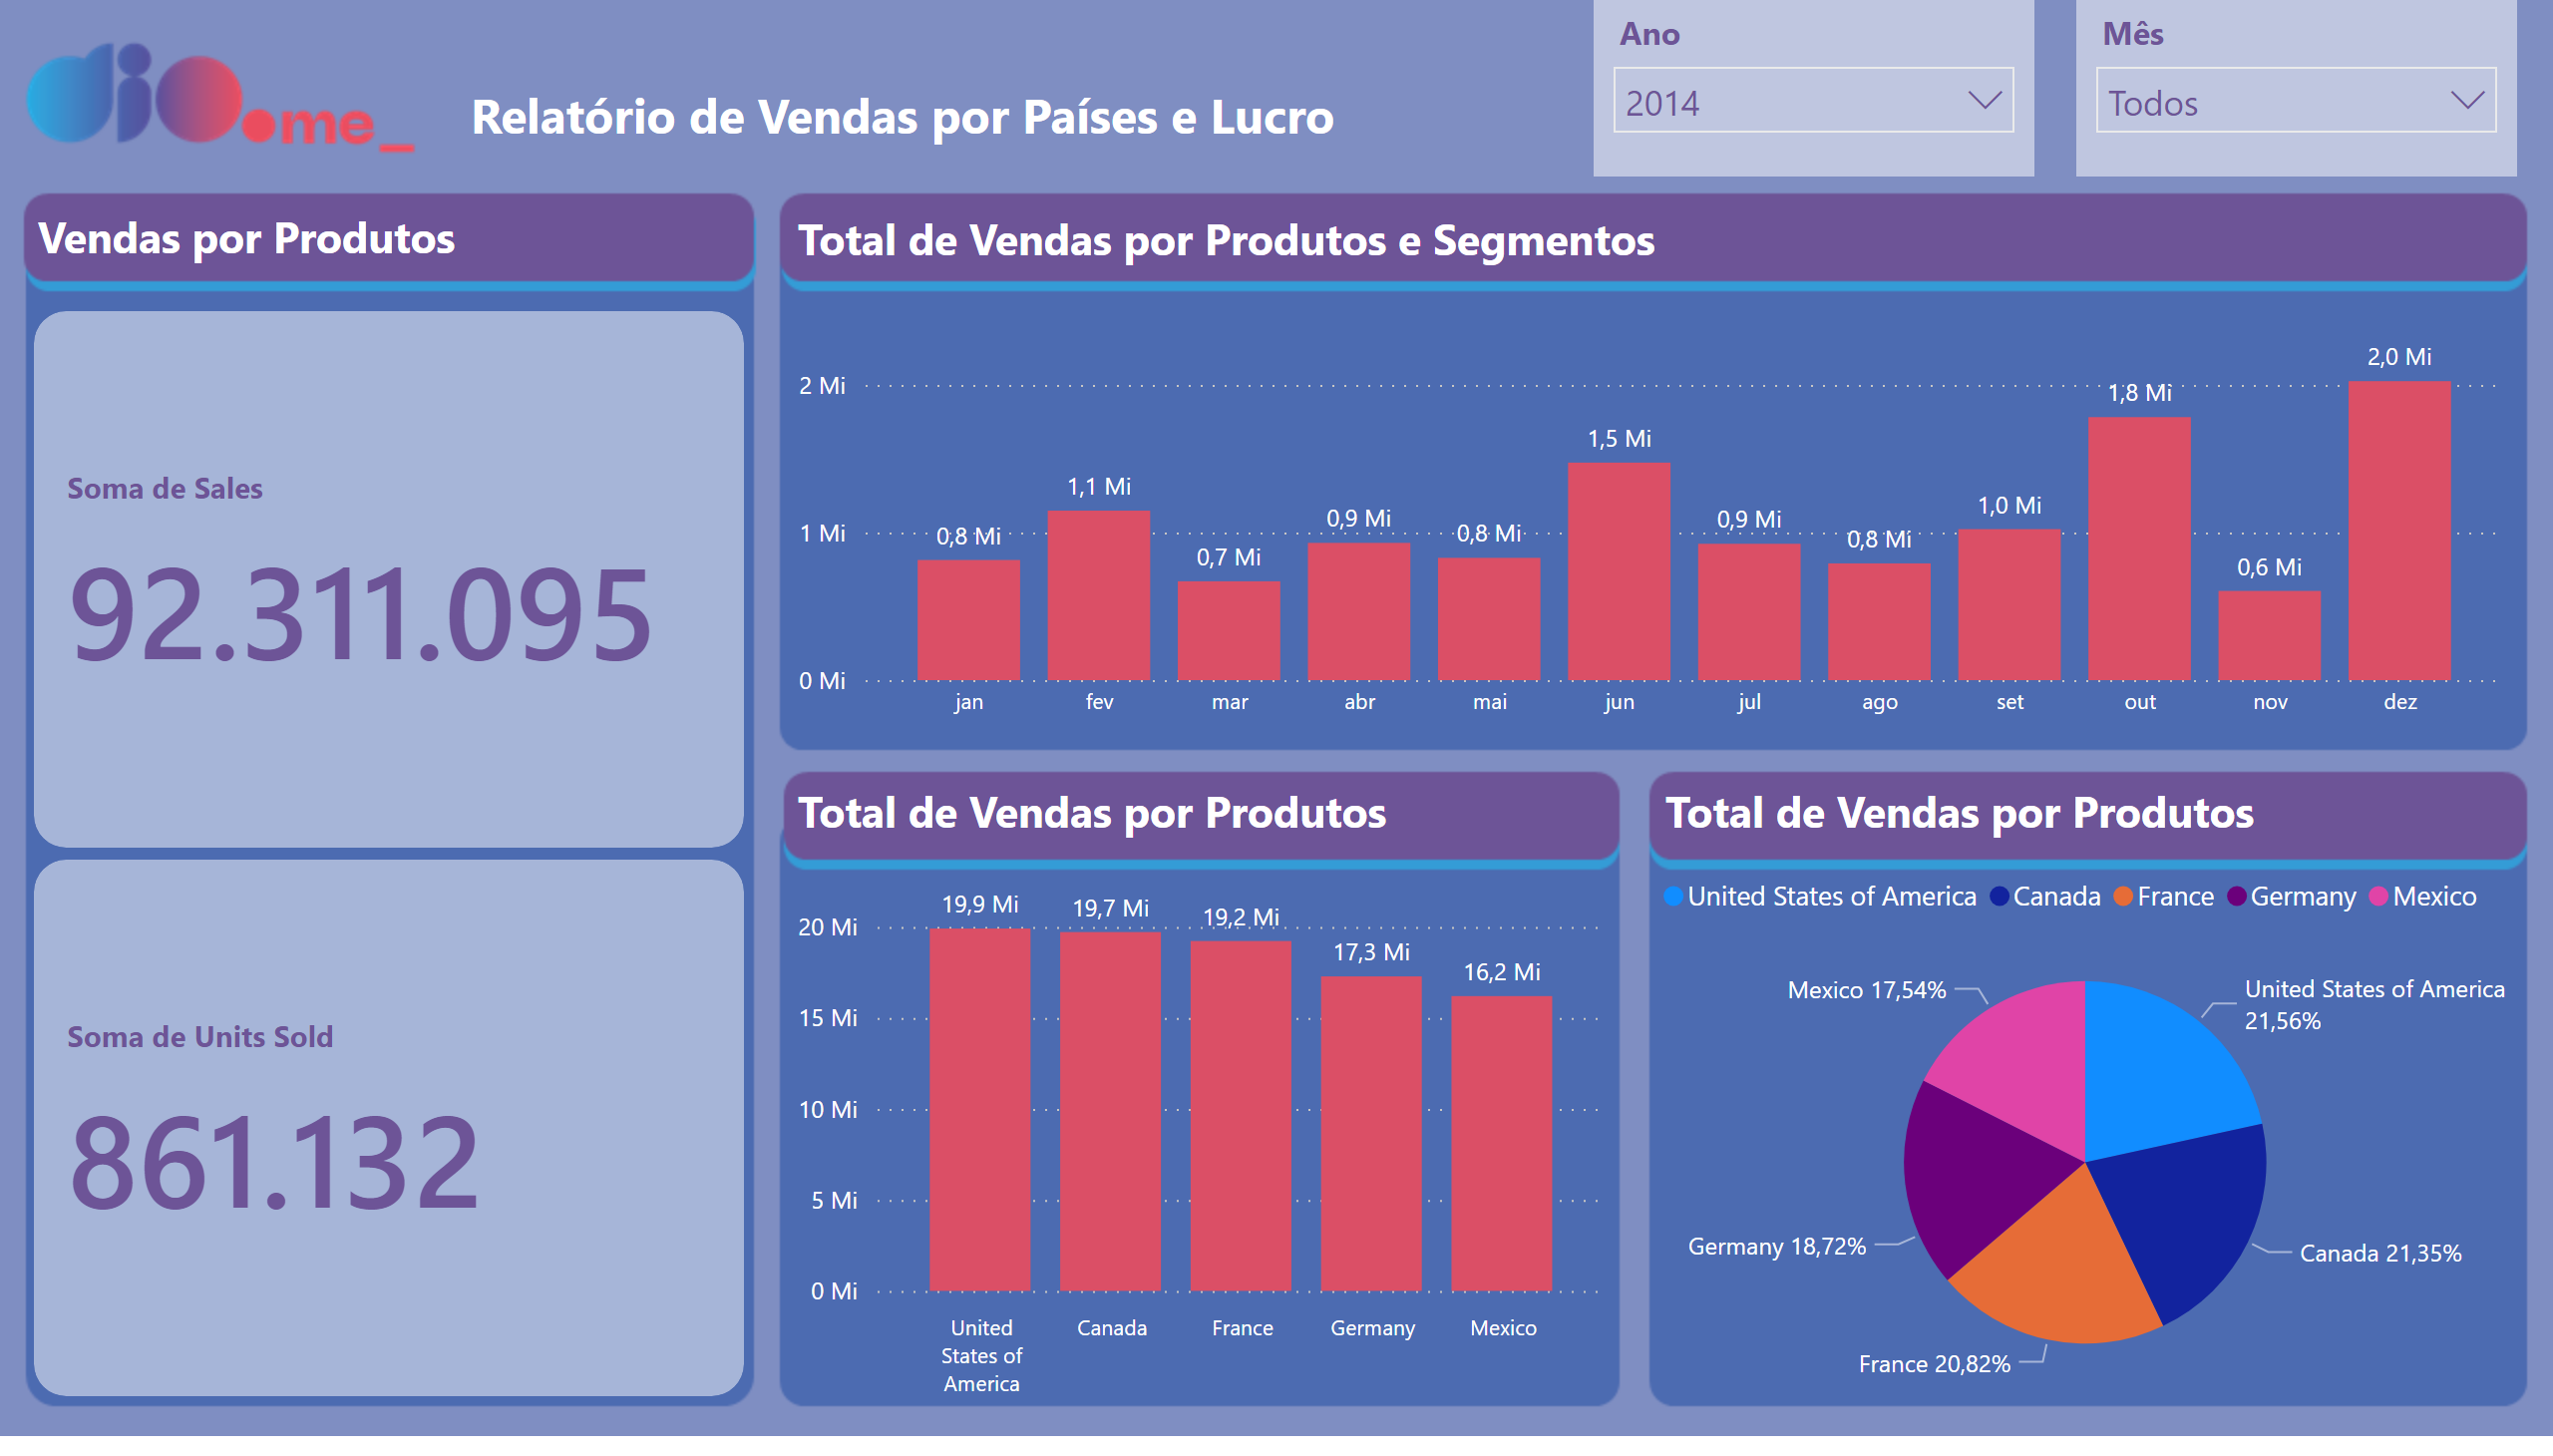 dio.me_
Relatório de Vendas por Países e Lucro
Ano
2014
Mês
Todos
Vendas por Produtos
Soma de Sales
92.311.095
Soma de Units Sold
861.132
Total de Vendas por Produtos e Segmentos
2 Mi
1 Mi
0 Mi
0,8 Mi
1,1 Mi
0,7 Mi
0,9 Mi
0,8 Mi
1,5 Mi
0,9 Mi
0,8 Mi
1,0 Mi
1,8 Mi
0,6 Mi
2,0 Mi
jan fev mar abr mai jun jul ago set out nov dez
Total de Vendas por Produtos
20 Mi
15 Mi
10 Mi
5 Mi
0 Mi
19,9 Mi
19,7 Mi
19,2 Mi
17,3 Mi
16,2 Mi
United
States of
America
Canada
France
Germany
Mexico
Total de Vendas por Produtos
United States of America Canada France Germany Mexico
United States of America
21,56%
Canada 21,35%
France 20,82%
Germany 18,72%
Mexico 17,54%